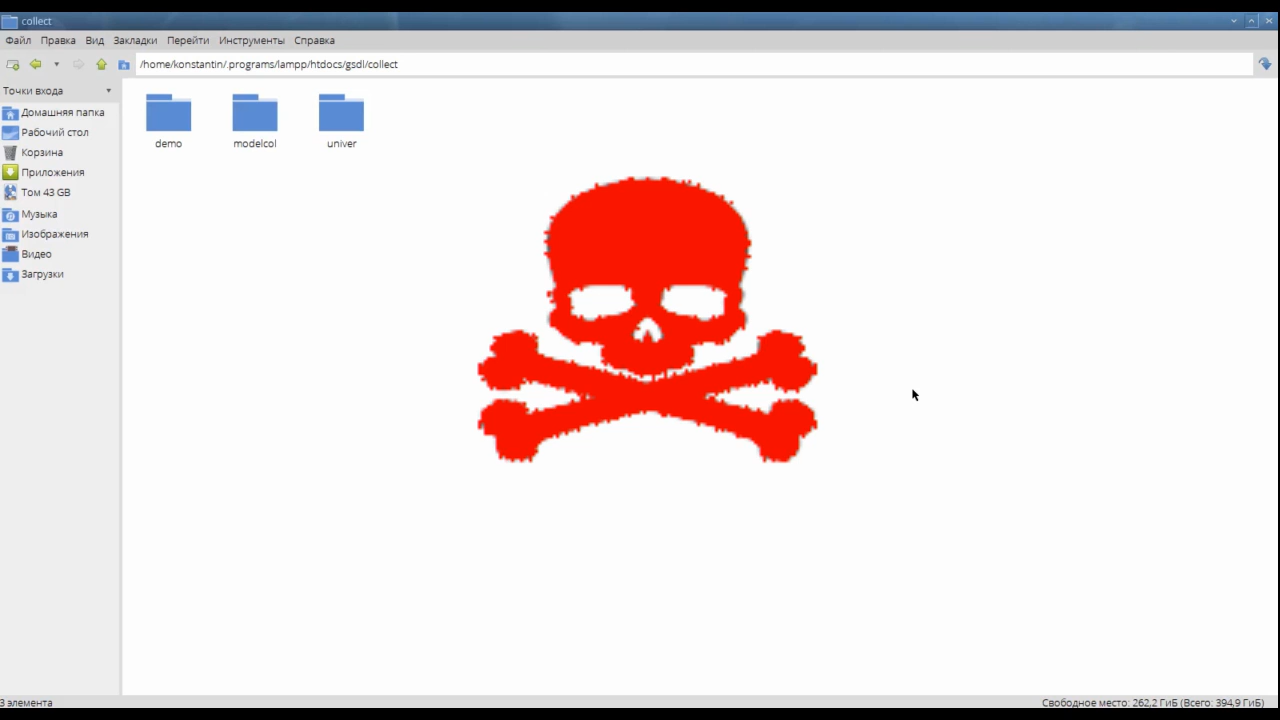 collect
Файл Правка Вид Закладки Перейти Инструменты Справка
/home/konstantin/.programs/lampp/htdocs/gsdl/collect
Точки входа
Домашняя папка
Рабочий стол
Корзина
Приложения
Том 43 GB
Музыка
Изображения
Видео
Загрузки
demo modelcol univer
3 элемента Свободное место: 262,2 ГиБ (Всего: 394,9 ГиБ)